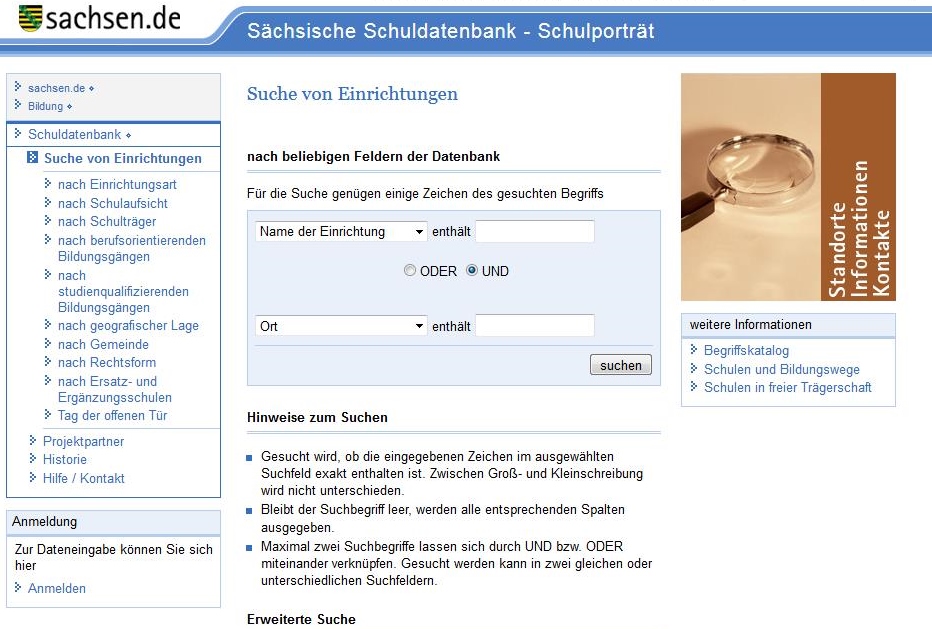 sachsen.de
Sächsische Schuldatenbank - Schulporträt
sachsen.de
Bildung
Schuldatenbank
Suche von Einrichtungen
nach Einrichtungsart
nach Schulaufsicht
nach Schulträger
nach berufsorientierenden
Bildungsgängen
nach
studienqualifizierenden
Bildungsgängen
nach geografischer Lage
nach Gemeinde
nach Rechtsform
nach Ersatz- und
Ergänzungsschulen
Tag der offenen Tür
Projektpartner
Historie
Hilfe / Kontakt
Anmeldung
Zur Dateneingabe können Sie sich
hier
Anmelden
Suche von Einrichtungen
nach beliebigen Feldern der Datenbank
Für die Suche genügen einige Zeichen des gesuchten Begriffs
Name der Einrichtung enthält
ODER UND
Ort enthält
suchen
Hinweise zum Suchen
Gesucht wird, ob die eingegebenen Zeichen im ausgewählten
Suchfeld exakt enthalten ist. Zwischen Groß- und Kleinschreibung
wird nicht unterschieden.
Bleibt der Suchbegriff leer, werden alle entsprechenden Spalten
ausgegeben.
Maximal zwei Suchbegriffe lassen sich durch UND bzw. ODER
miteinander verknüpfen. Gesucht werden kann in zwei gleichen oder
unterschiedlichen Suchfeldern.
Erweiterte Suche
Standorte
Informationen
Kontakte
weitere Informationen
Begriffskatalog
Schulen und Bildungswege
Schulen in freier Trägerschaft